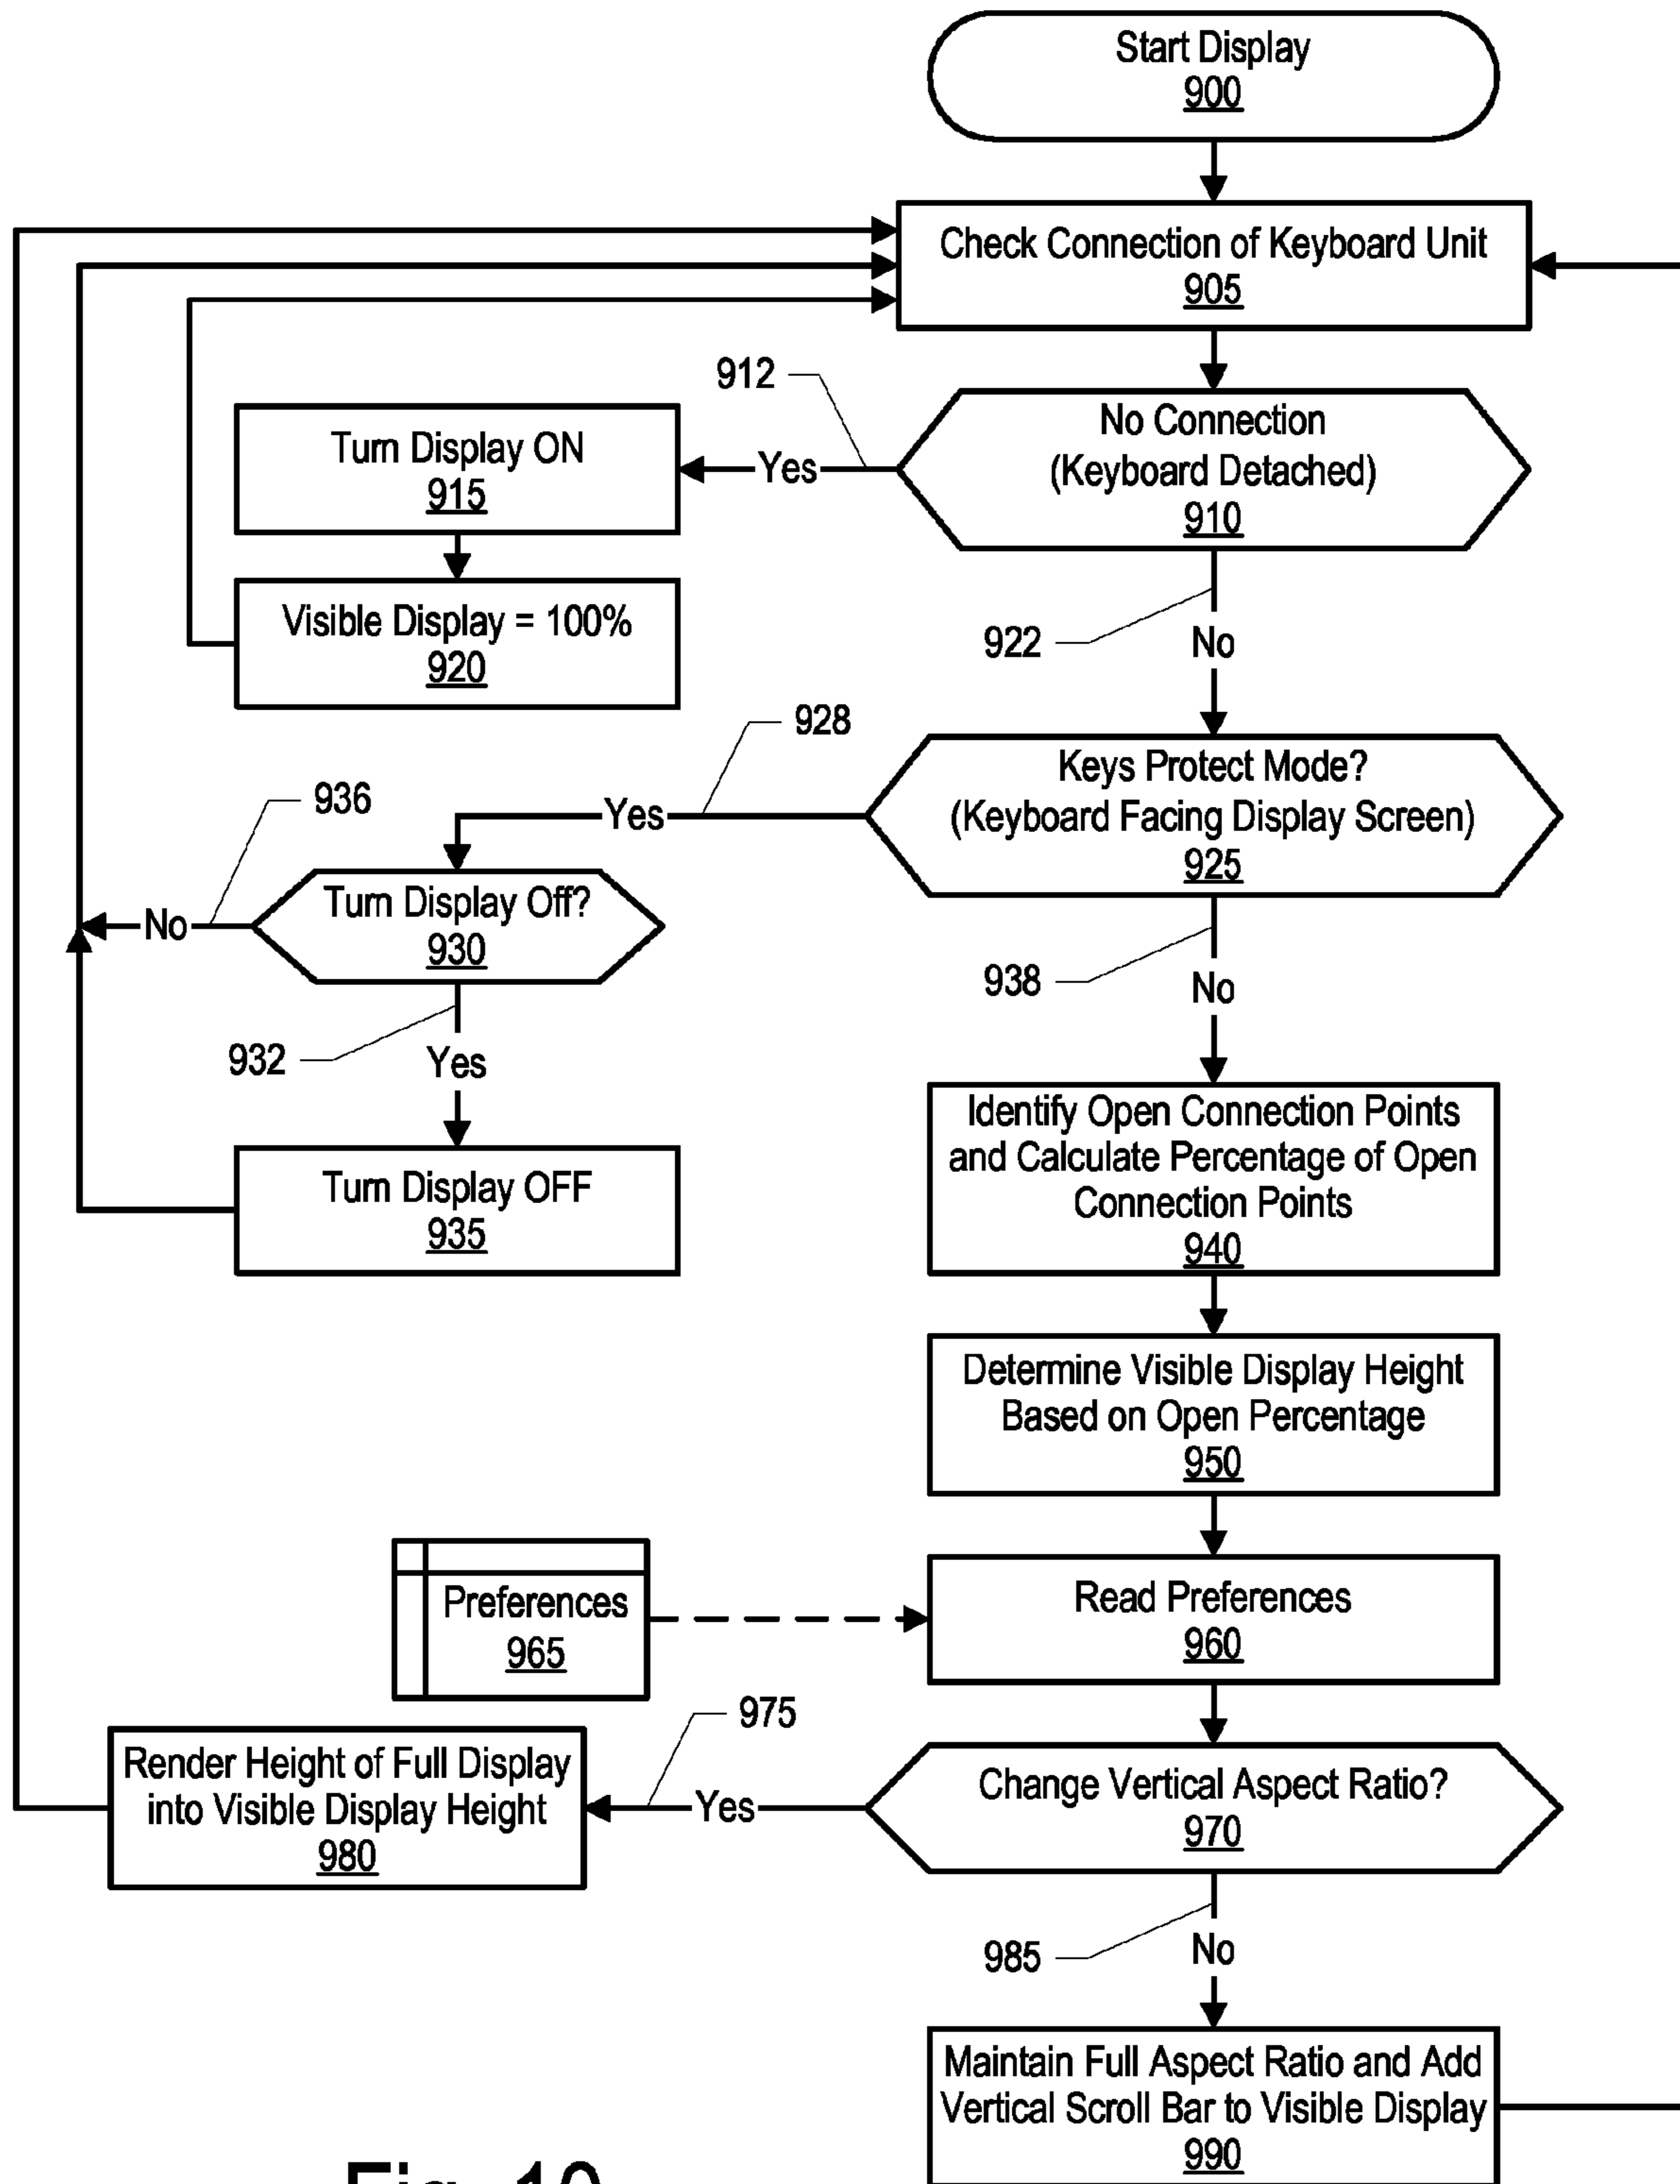 Start Display
900
Check Connection of Keyboard Unit
905
912
No Connection
(Keyboard Detached)
910
Yes
Turn Display ON
915
Visible Display = 100%
920
922
No
928
Keys Protect Mode?
(Keyboard Facing Display Screen)
925
Yes
936
Turn Display Off?
930
No
932
Yes
Turn Display OFF
935
938
No
Identify Open Connection Points
and Calculate Percentage of Open
Connection Points
940
Determine Visible Display Height
Based on Open Percentage
950
Preferences
965
Read Preferences
960
975
Change Vertical Aspect Ratio?
970
Yes
Render Height of Full Display
into Visible Display Height
980
985
No
Maintain Full Aspect Ratio and Add
Vertical Scroll Bar to Visible Display
990